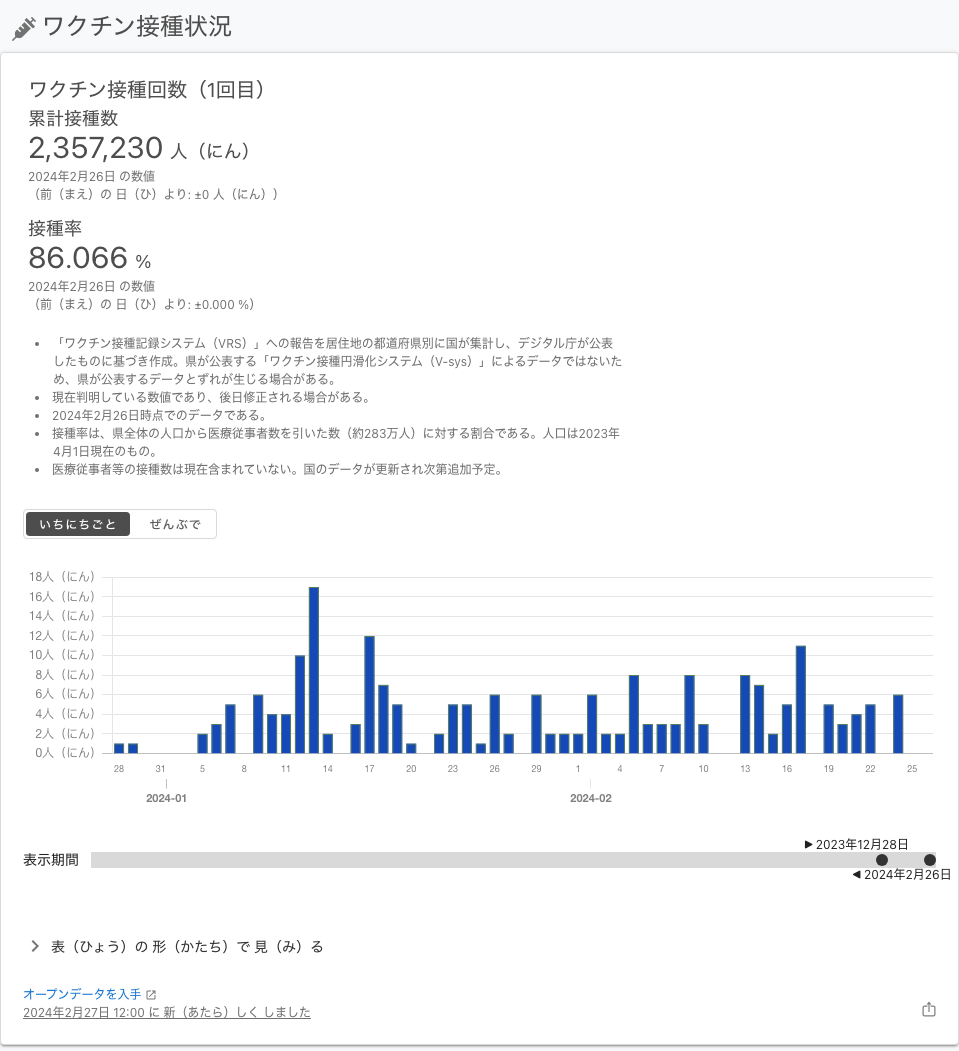 ワクチン接種状況
ワクチン接種回数（1回目）
累計接種数
2,357,230 人（にん）
2024年2月26日 の数値
（前（まえ）の 日（ひ）より: ±0 人（にん））
接種率
86.066 %
2024年2月26日 の数値
（前（まえ）の 日（ひ）より: ±0.000 %）
• 「ワクチン接種記録システム（VRS）」への報告を居住地の都道府県別に国が集計し、デジタル庁が公表
したものに基づき作成。県が公表する「ワクチン接種円滑化システム（V-sys）」によるデータではないた
め、県が公表するデータとずれが生じる場合がある。
• 現在判明している数値であり、後日修正される場合がある。
• 2024年2月26日時点でのデータである。
• 接種率は、県全体の人口から医療従事者数を引いた数（約283万人）に対する割合である。人口は2023年
4月1日現在のもの。
• 医療従事者等の接種数は現在含まれていない。国のデータが更新され次第追加予定。
いちにちごと ぜんぶで
18人（にん）
16人（にん）
14人（にん）
12人（にん）
10人（にん）
8人（にん）
6人（にん）
4人（にん）
2人（にん）
0人（にん）
28 31 5 8 11 14 17 20 23 26 29 1 4 7 10 13 16 19 22 25
2024-01 2024-02
▶ 2023年12月28日
表示期間
◀ 2024年2月26日
表（ひょう）の 形（かたち）で 見（み）る
オープンデータを入手
2024年2月27日 12:00 に 新（あたら）しく しました